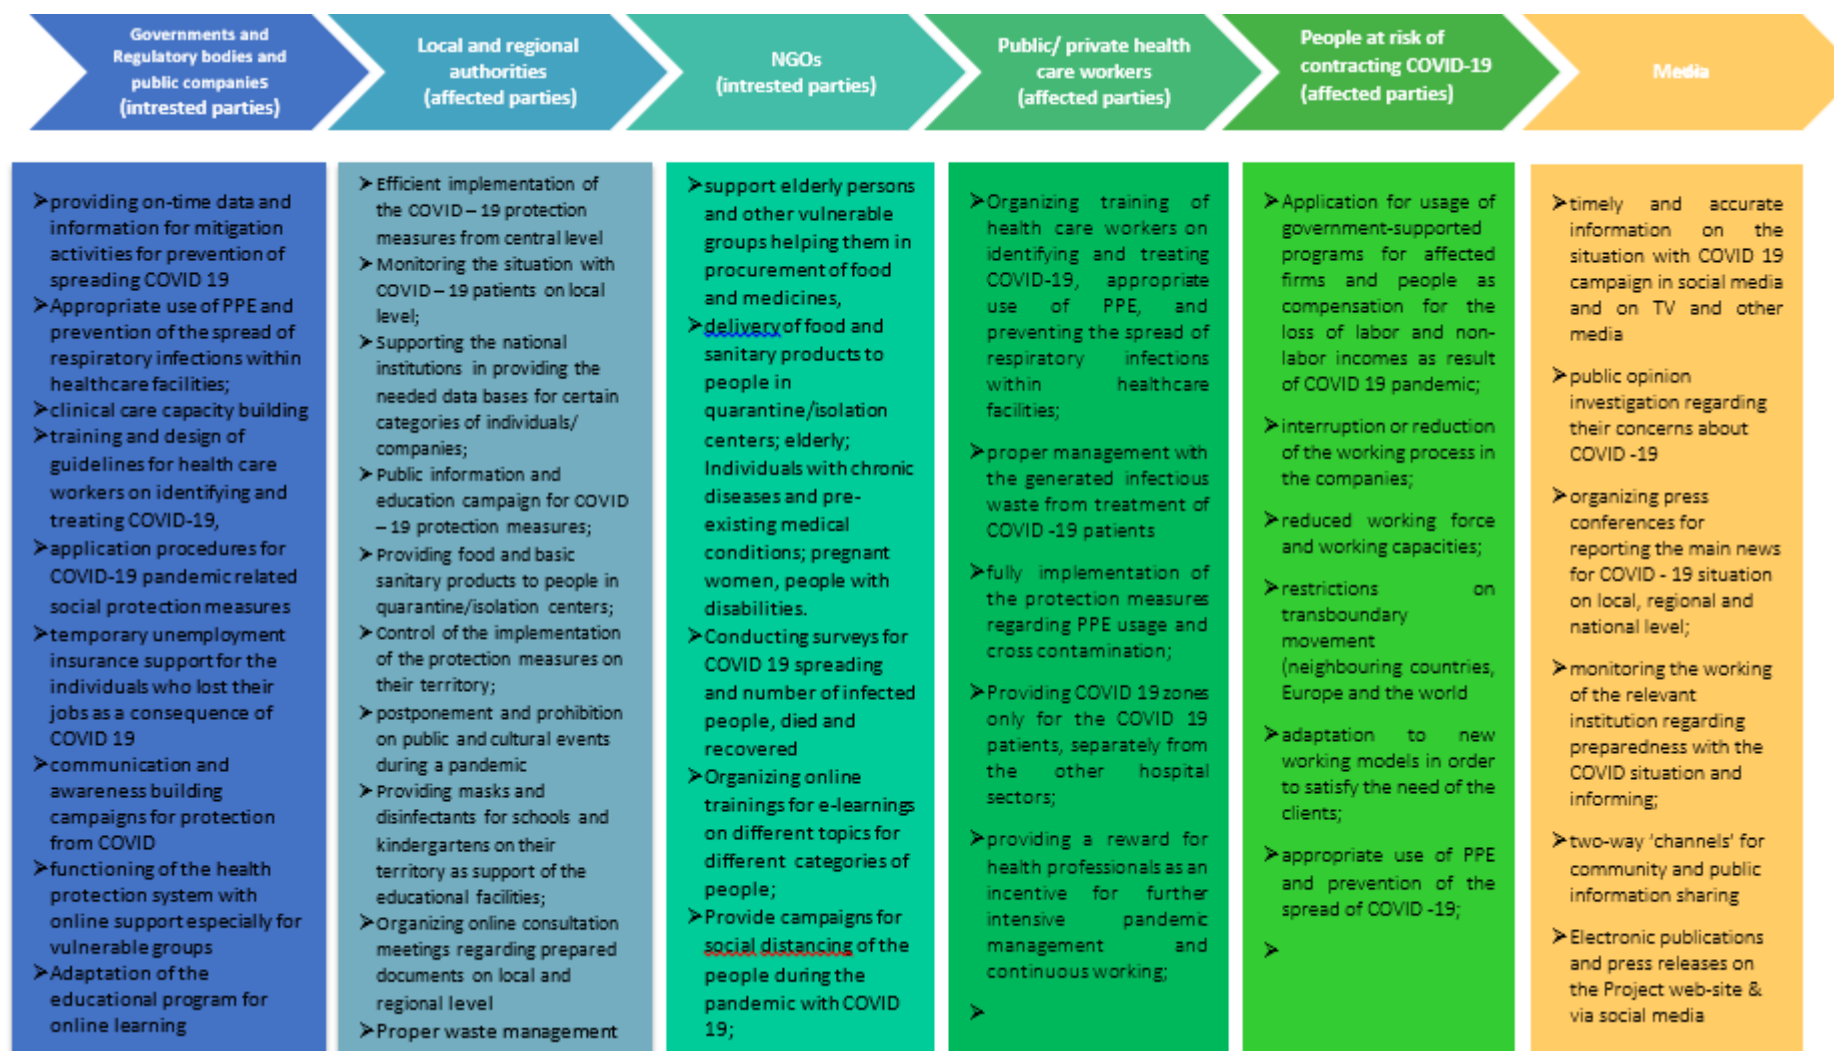 Governments and
Regulatory bodies and
public companies
(intrested parties)
Local and regional
authorities
(affected parties)
NGOs
(intrested parties)
Public/ private health
care workers
(affected parties)
People at risk of
contracting COVID-19
(affected parties)
Media
➢providing on-time data and
information for mitigation
activities for prevention of
spreading COVID 19
➢Appropriate use of PPE and
prevention of the spread of
respiratory infections within
healthcare facilities;
➢clinical care capacity building
➢training and design of
guidelines for health care
workers on identifying and
treating COVID-19,
➢application procedures for
COVID-19 pandemic related
social protection measures
➢temporary unemployment
insurance support for the
individuals who lost their
jobs as a consequence of
COVID 19
➢communication and
awareness building
campaigns for protection
from COVID
➢functioning of the health
protection system with
online support especially for
vulnerable groups
➢Adaptation of the
educational program for
online learning
➢Efficient implementation of
the COVID – 19 protection
measures from central level
➢Monitoring the situation with
COVID – 19 patients on local
level;
➢Supporting the national
institutions in providing the
needed data bases for certain
categories of individuals/
companies;
➢Public information and
education campaign for COVID
– 19 protection measures;
➢Providing food and basic
sanitary products to people in
quarantine/isolation centers;
➢Control of the implementation
of the protection measures on
their territory;
➢postponement and prohibition
on public and cultural events
during a pandemic
➢Providing masks and
disinfectants for schools and
kindergartens on their
territory as support of the
educational facilities;
➢Organizing online consultation
meetings regarding prepared
documents on local and
regional level
➢Proper waste management
➢support elderly persons
and other vulnerable
groups helping them in
procurement of food
and medicines,
➢delivery of food and
sanitary products to
people in
quarantine/isolation
centers; elderly;
Individuals with chronic
diseases and pre-
existing medical
conditions; pregnant
women, people with
disabilities.
➢Conducting surveys for
COVID 19 spreading
and number of infected
people, died and
recovered
➢Organizing online
trainings for e-learnings
on different topics for
different categories of
people;
➢Provide campaigns for
social distancing of the
people during the
pandemic with COVID
19;
➢Organizing training of
health care workers on
identifying and treating
COVID-19, appropriate
use of PPE, and
preventing the spread of
respiratory infections
within healthcare
facilities;
➢proper management with
the generated infectious
waste from treatment of
COVID -19 patients
➢fully implementation of
the protection measures
regarding PPE usage and
cross contamination;
➢Providing COVID 19 zones
only for the COVID 19
patients, separately from
the other hospital
sectors;
➢providing a reward for
health professionals as an
incentive for further
intensive pandemic
management and
continuous working;
➢
➢Application for usage of
government-supported
programs for affected
firms and people as
compensation for the
loss of labor and non-
labor incomes as result
of COVID 19 pandemic;
➢interruption or reduction
of the working process in
the companies;
➢reduced working force
and working capacities;
➢restrictions on
transboundary
movement
(neighbouring countries,
Europe and the world
➢adaptation to new
working models in order
to satisfy the need of the
clients;
➢appropriate use of PPE
and prevention of the
spread of COVID -19;
➢
➢timely and accurate
information on the
situation with COVID 19
campaign in social media
and on TV and other
media
➢public opinion
investigation regarding
their concerns about
COVID -19
➢organizing press
conferences for
reporting the main news
for COVID - 19 situation
on local, regional and
national level;
➢monitoring the working
of the relevant
institution regarding
preparedness with the
COVID situation and
informing;
➢two-way ‘channels’ for
community and public
information sharing
➢Electronic publications
and press releases on
the Project web-site &
via social media